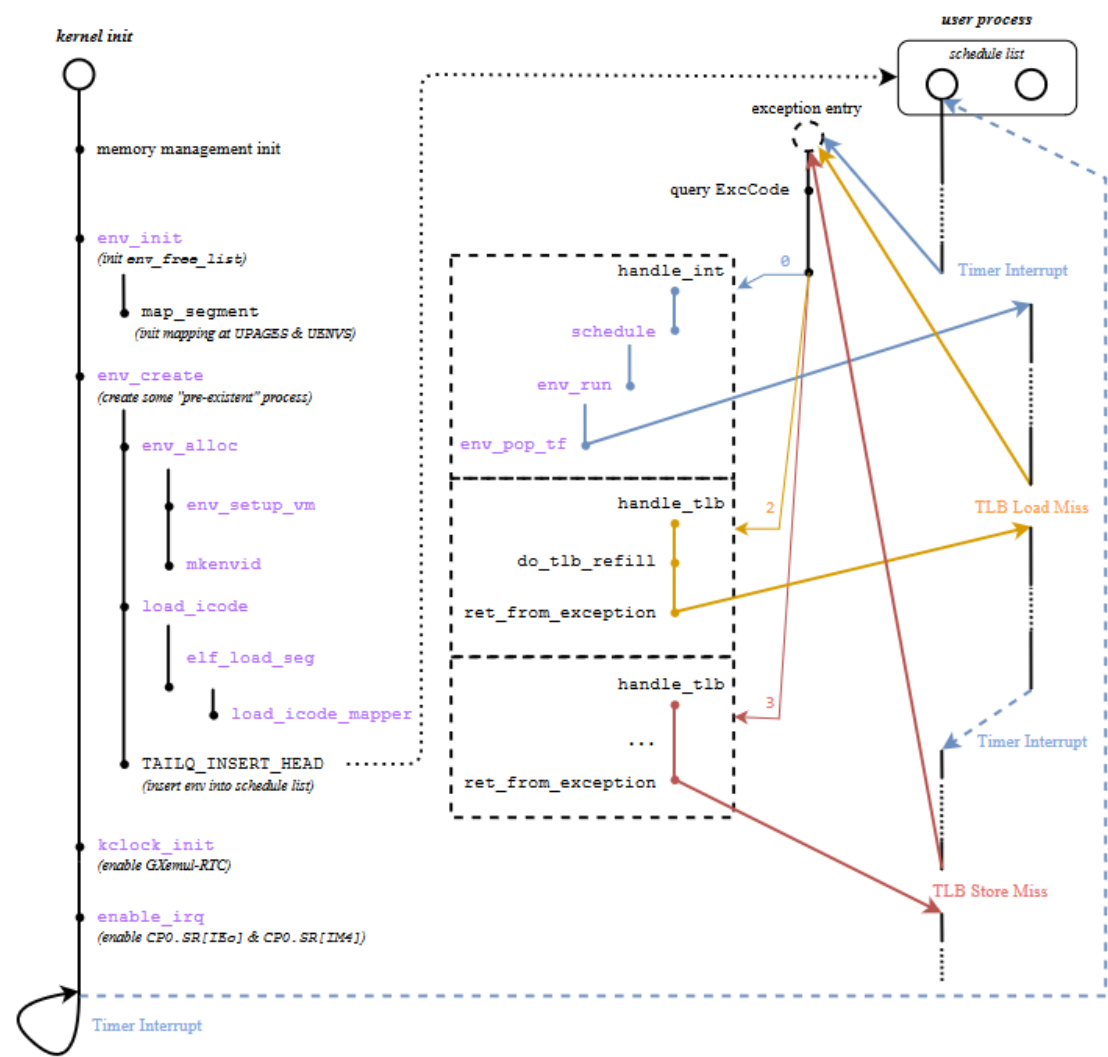 kernel init
memory management init
env_init
(init env_free_list)
map_segment
(init mapping at UPAGES & UENVS)
env_create
(create some "pre-existent" process)
env_alloc
env_setup_vm
mkenvid
load_icode
elf_load_seg
load_icode_mapper
TAILQ_INSERT_HEAD
(insert env into schedule list)
kclock_init
(enable GXemul-RTC)
enable_irq
(enable CP0.SR[IEo] & CP0.SR[IM4])
Timer Interrupt
exception entry
query ExcCode
0
handle_int
schedule
env_run
env_pop_tf
2
handle_tlb
do_tlb_refill
ret_from_exception
3
handle_tlb
...
ret_from_exception
user process
schedule list
Timer Interrupt
TLB Load Miss
Timer Interrupt
TLB Store Miss